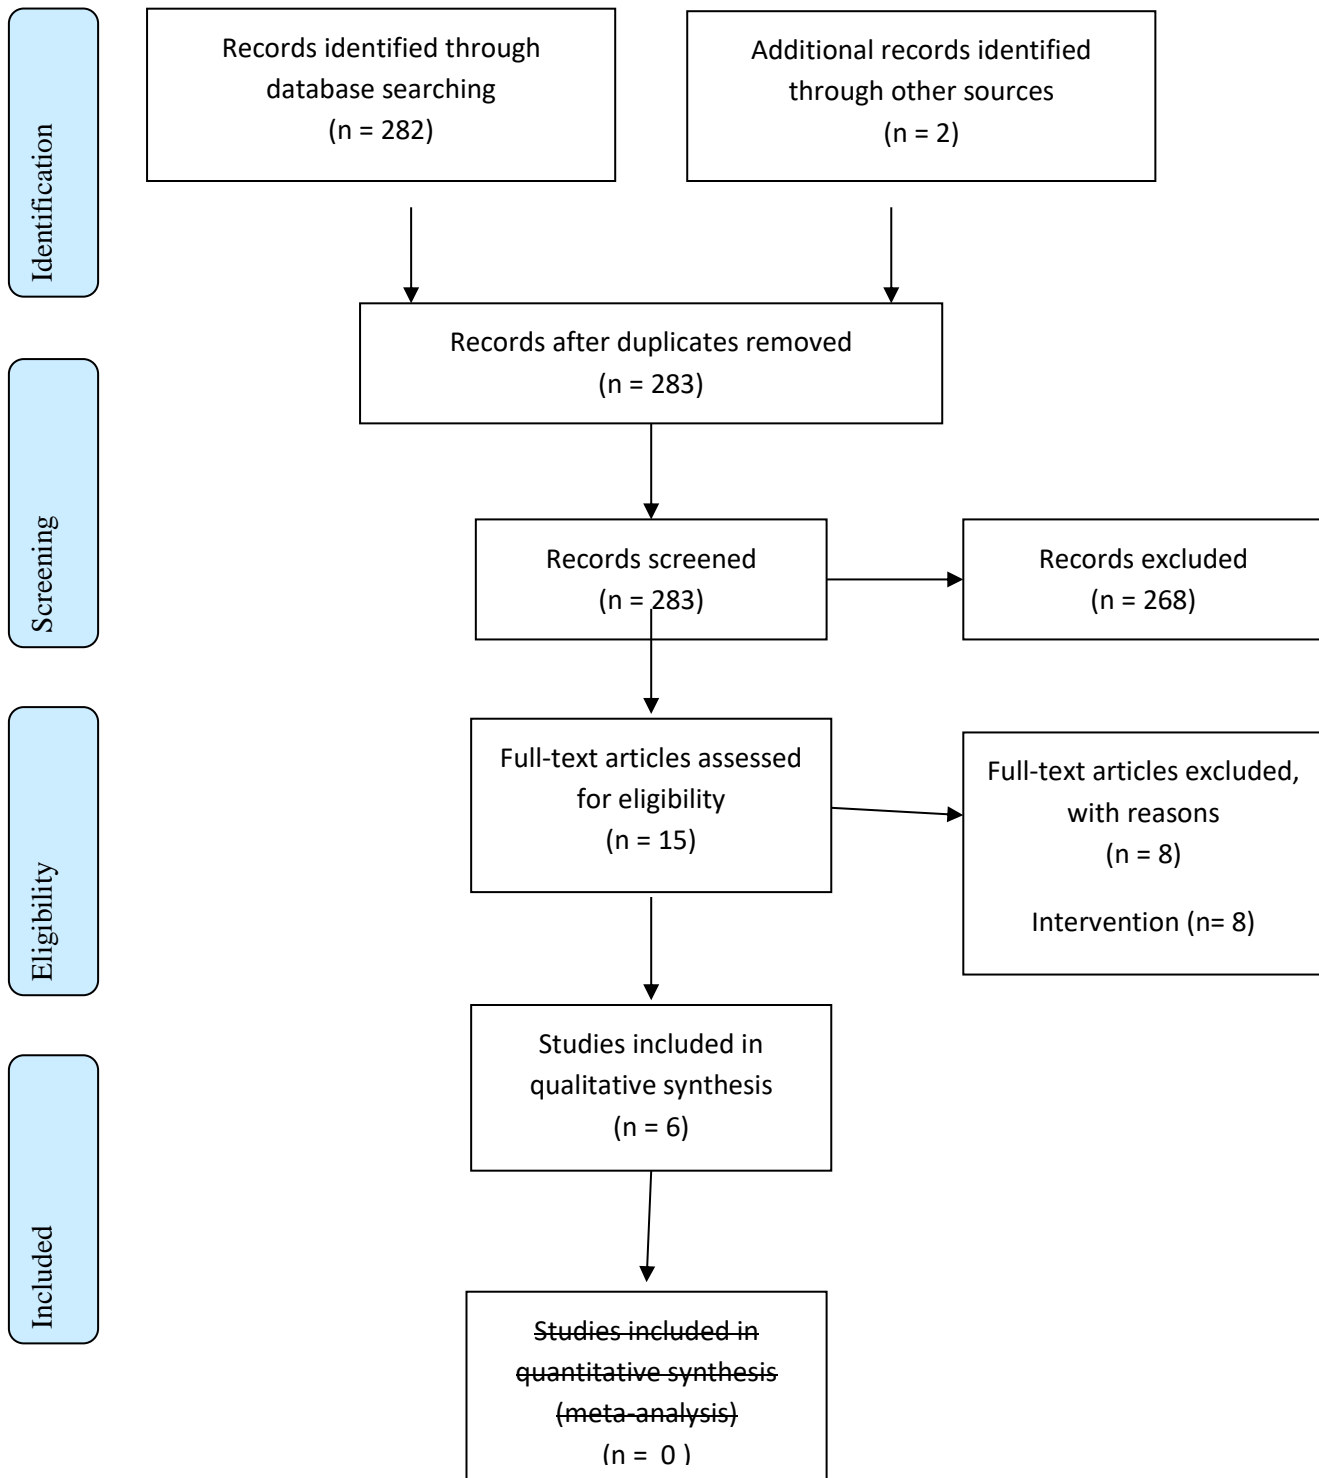 Identification
Records identified through
database searching
(n = 282)
Additional records identified
through other sources
(n = 2)
Records after duplicates removed
(n = 283)
Screening
Records screened
(n = 283)
Records excluded
(n = 268)
Eligibility
Full-text articles assessed
for eligibility
(n = 15)
Full-text articles excluded,
with reasons
(n = 8)
Intervention (n= 8)
Included
Studies included in
qualitative synthesis
(n = 6)
Studies included in
quantitative synthesis
(meta-analysis)
(n = 0 )